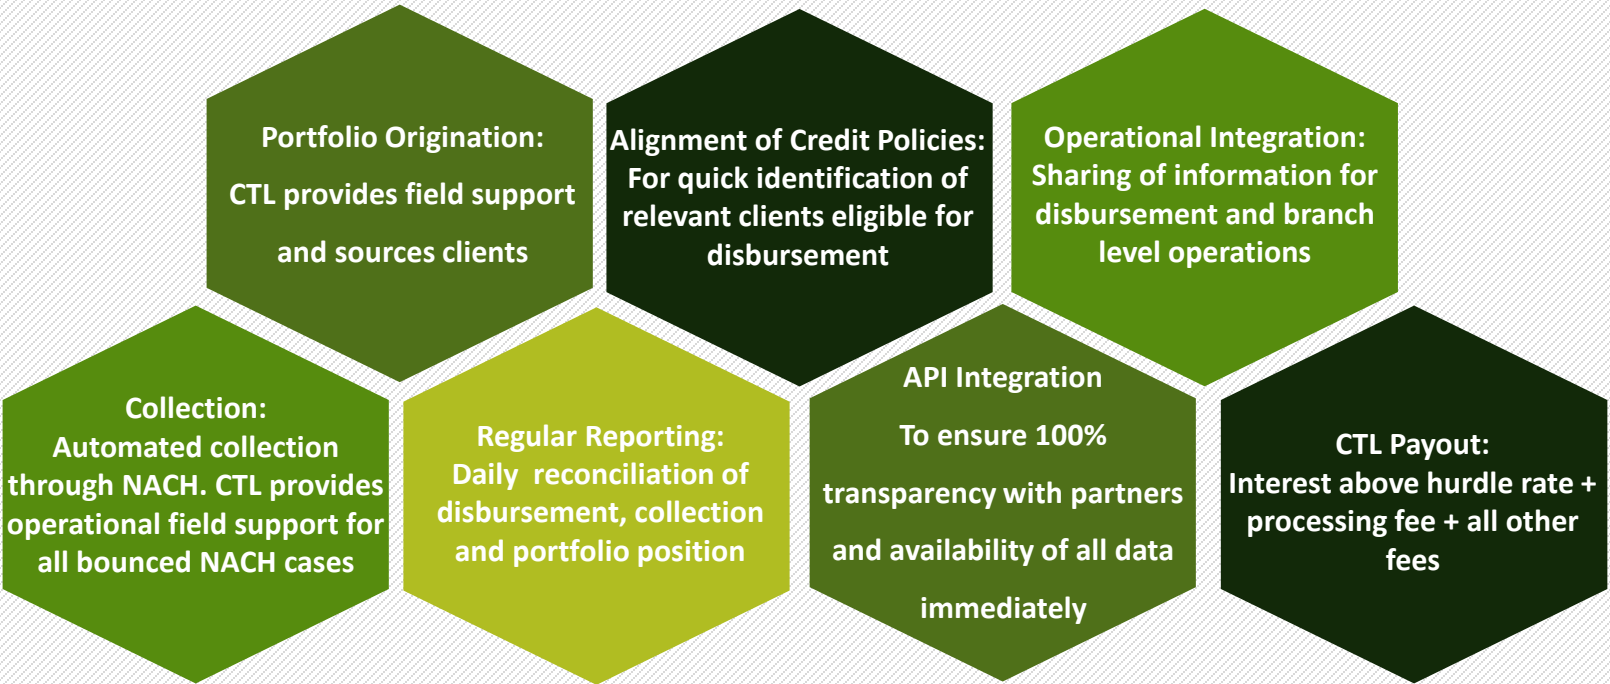 Portfolio Origination:
CTL provides field support
and sources clients
Alignment of Credit Policies:
For quick identification of
relevant clients eligible for
disbursement
Operational Integration:
Sharing of information for
disbursement and branch
level operations
Collection:
Automated collection
through NACH. CTL provides
operational field support for
all bounced NACH cases
Regular Reporting:
Daily  reconciliation of
disbursement, collection
and portfolio position
API Integration
To ensure 100%
transparency with partners
and availability of all data
immediately
CTL Payout:
Interest above hurdle rate +
processing fee + all other
fees